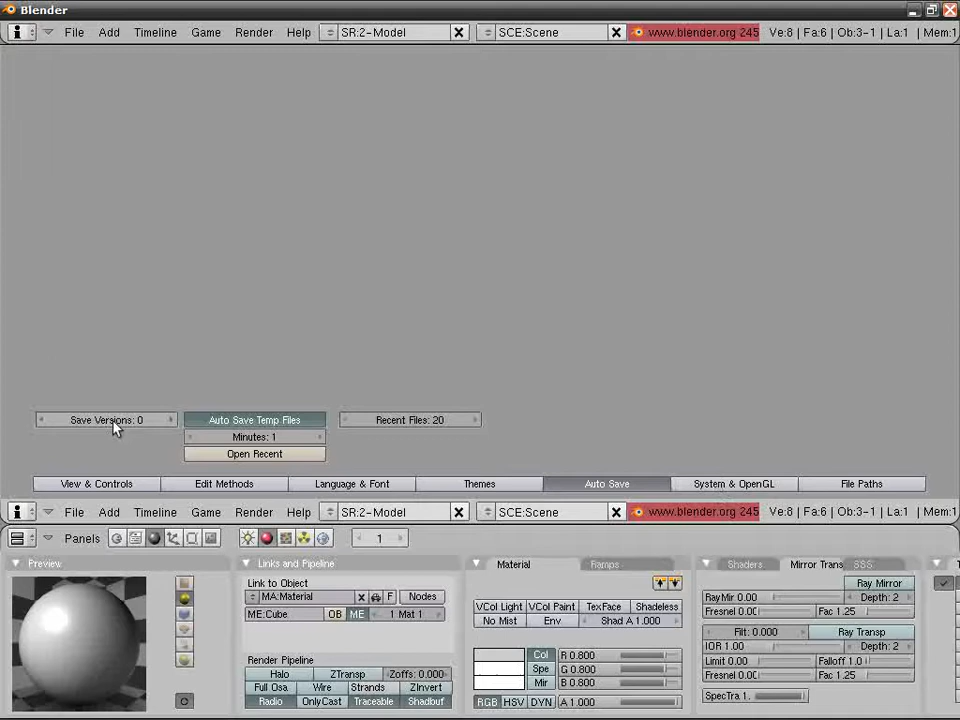 Blender
File Add Timeline Game Render Help SR:2-Model SCE:Scene www.blender.org 245 Ve:8 | Fa:6 | Ob:3-1 | La:1 | Mem:1
Save Versions: 0 Auto Save Temp Files Recent Files: 20
Minutes: 1
Open Recent
View & Controls Edit Methods Language & Font Themes Auto Save System & OpenGL File Paths
File Add Timeline Game Render Help SR:2-Model SCE:Scene www.blender.org 245 Ve:8 | Fa:6 | Ob:3-1 | La:1 | Mem:1
Panels 1
Preview Links and Pipeline Material Ramps Shaders Mirror Trans SSS
Link to Object Ray Mirror
MA:Material F Nodes VCol Light VCol Paint TexFace Shadeless RayMir 0.00 Depth: 2
ME:Cube OB ME 1 Mat 1 No Mist Env Shad A 1.000 Fresnel 0.0 Fac 1.25
Filt: 0.000 Ray Transp
IOR 1.00 Depth: 2
Render Pipeline Col R 0.800 Limit 0.00 Falloff 1.0
Halo ZTransp Zoffs: 0.000 Spe G 0.800 Fresnel 0.0 Fac 1.25
Full Osa Wire Strands ZInvert Mir B 0.800
Radio OnlyCast Traceable Shadbuf RGB HSV DYN A 1.000 SpecTra 1.